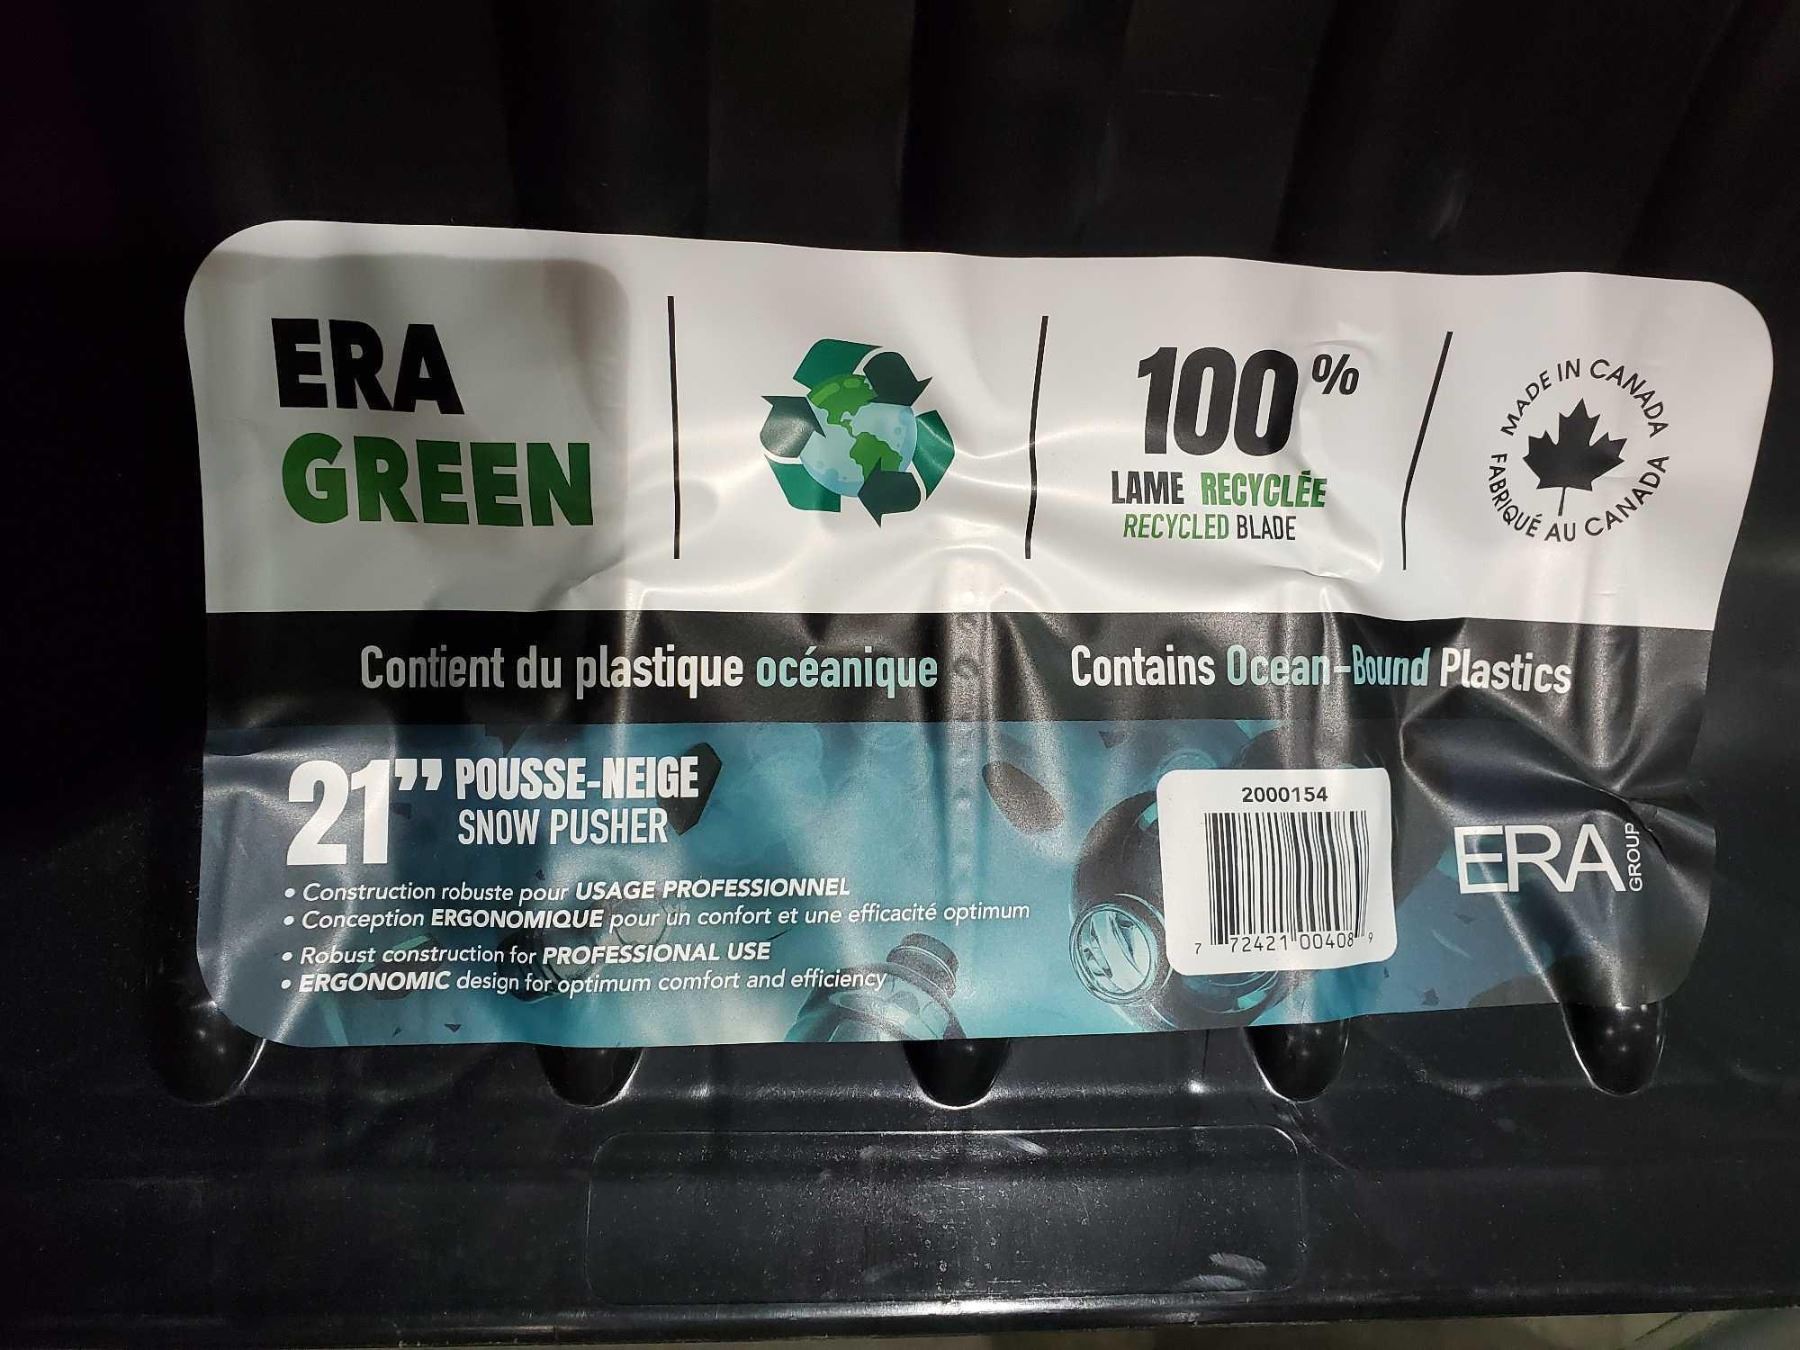 ERA
GREEN
100%
LAME RECYCLÉE
RECYCLED BLADE
MADE IN CANADA
FABRIQUÉ AU CANADA
Contient du plastique océanique
Contains Ocean-Bound Plastics
21” POUSSE-NEIGE
SNOW PUSHER
• Construction robuste pour USAGE PROFESSIONNEL
• Conception ERGONOMIQUE pour un confort et une efficacité optimum
• Robust construction for PROFESSIONAL USE
• ERGONOMIC design for optimum comfort and efficiency
2000154
7 72421 00408 9
ERA GROUP